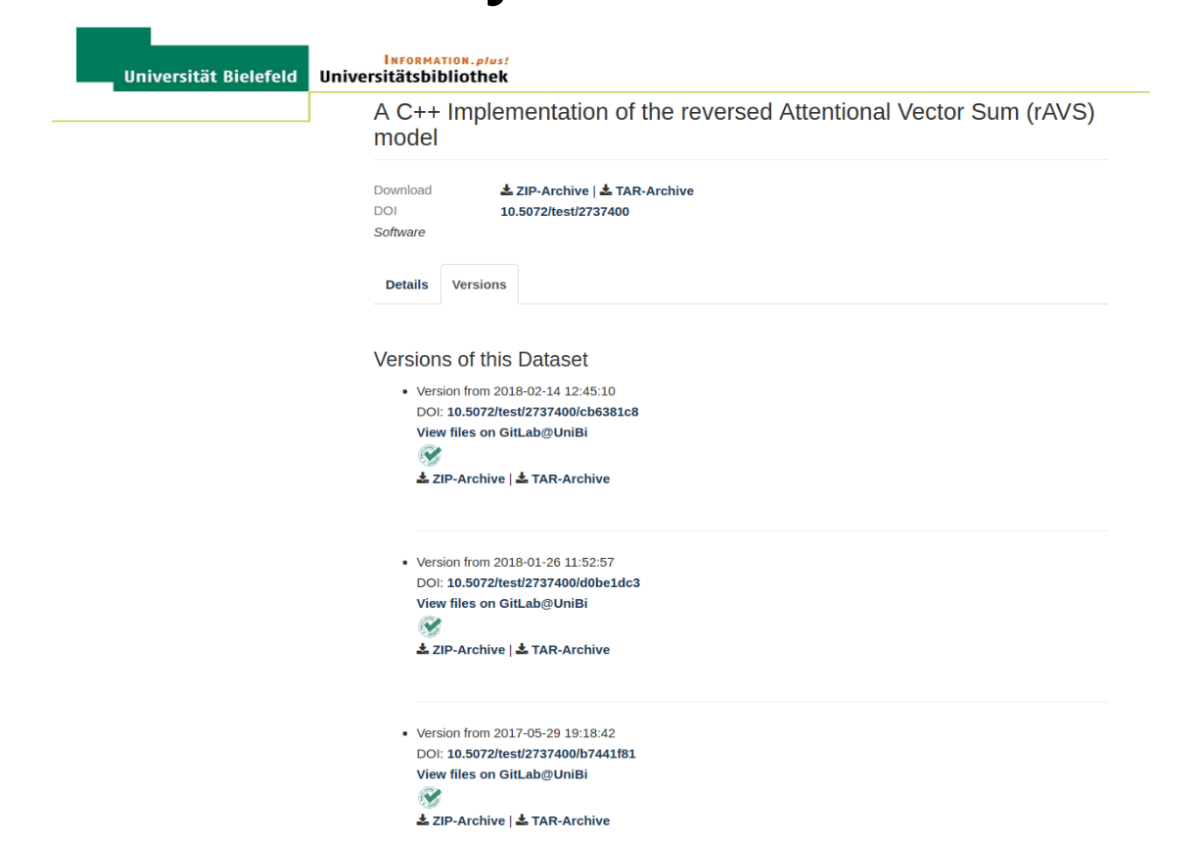 Universität Bielefeld
INFORMATION.plus!
Universitätsbibliothek
A C++ Implementation of the reversed Attentional Vector Sum (rAVS)
model
Download ZIP-Archive | TAR-Archive
DOI 10.5072/test/2737400
Software
Details Versions
Versions of this Dataset
• Version from 2018-02-14 12:45:10
DOI: 10.5072/test/2737400/cb6381c8
View files on GitLab@UniBi
ZIP-Archive | TAR-Archive
• Version from 2018-01-26 11:52:57
DOI: 10.5072/test/2737400/d0be1dc3
View files on GitLab@UniBi
ZIP-Archive | TAR-Archive
• Version from 2017-05-29 19:18:42
DOI: 10.5072/test/2737400/b7441f81
View files on GitLab@UniBi
ZIP-Archive | TAR-Archive